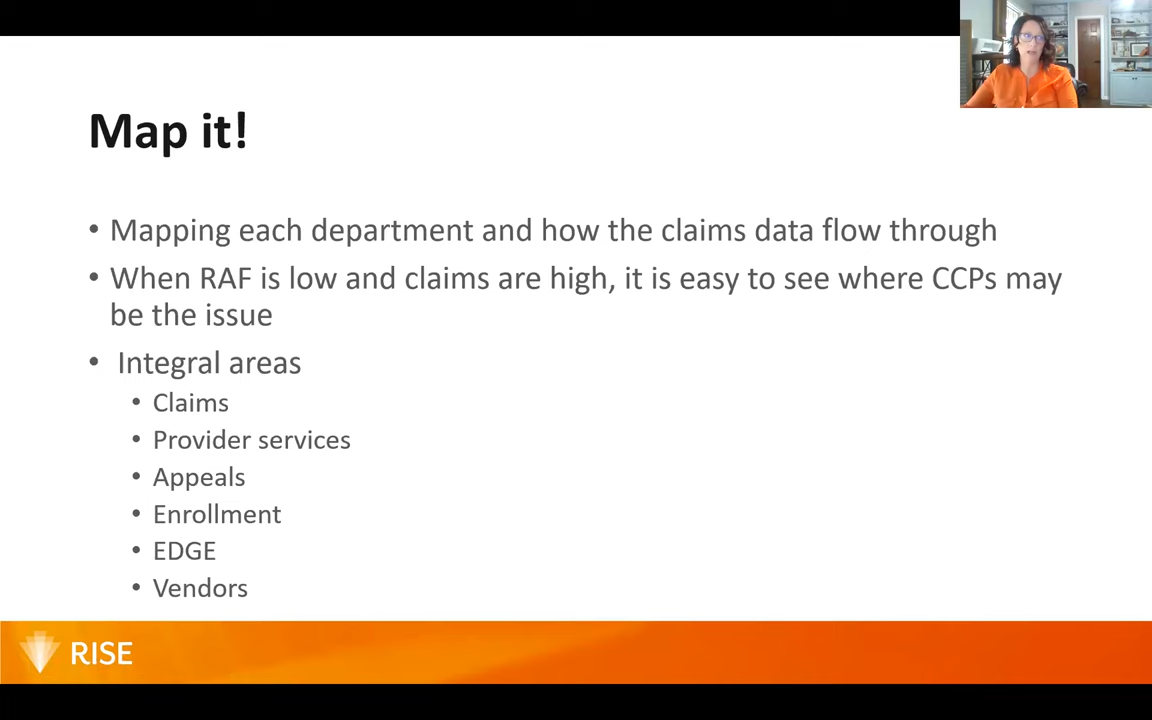 Map it!
• Mapping each department and how the claims data flow through
• When RAF is low and claims are high, it is easy to see where CCPs may
be the issue
• Integral areas
• Claims
• Provider services
• Appeals
• Enrollment
• EDGE
• Vendors
RISE